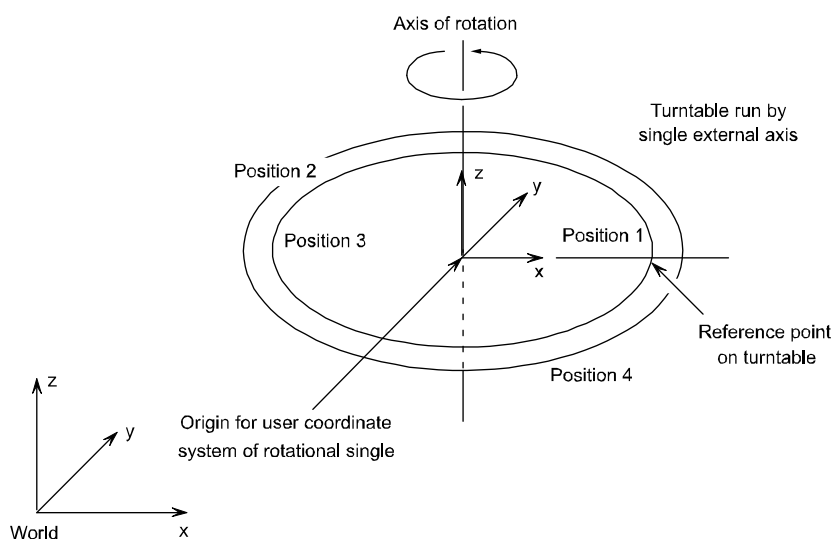 Axis of rotation
Turntable run by
single external axis
Position 2
z
y
Position 3
Position 1
x
Reference point
on turntable
Position 4
z
y
Origin for user coordinate
system of rotational single
World
x